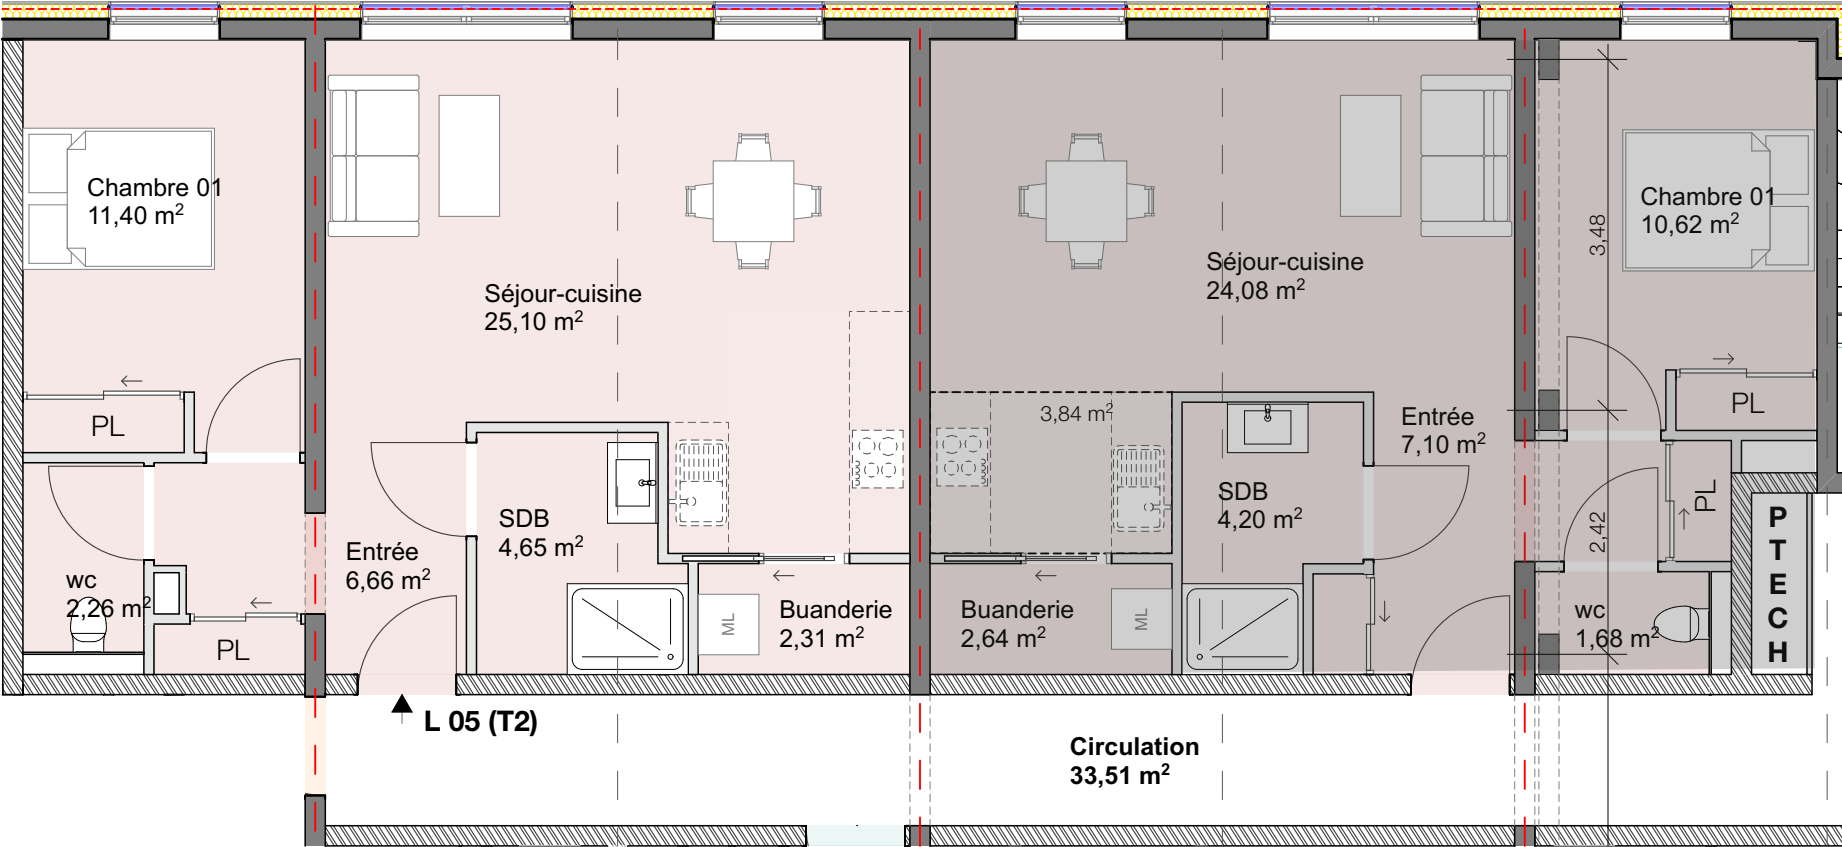 Chambre 01
11,40 m²
Séjour-cuisine
25,10 m²
PL
SDB
4,65 m²
Entrée
6,66 m²
wc
2,26 m²
PL
ML
Buanderie
2,31 m²
L 05 (T2)
Séjour-cuisine
24,08 m²
3,84 m²
Entrée
7,10 m²
SDB
4,20 m²
Buanderie
2,64 m²
ML
Chambre 01
10,62 m²
3,48
PL
PL
2,42
wc
1,68 m²
P
T
E
C
H
Circulation
33,51 m²